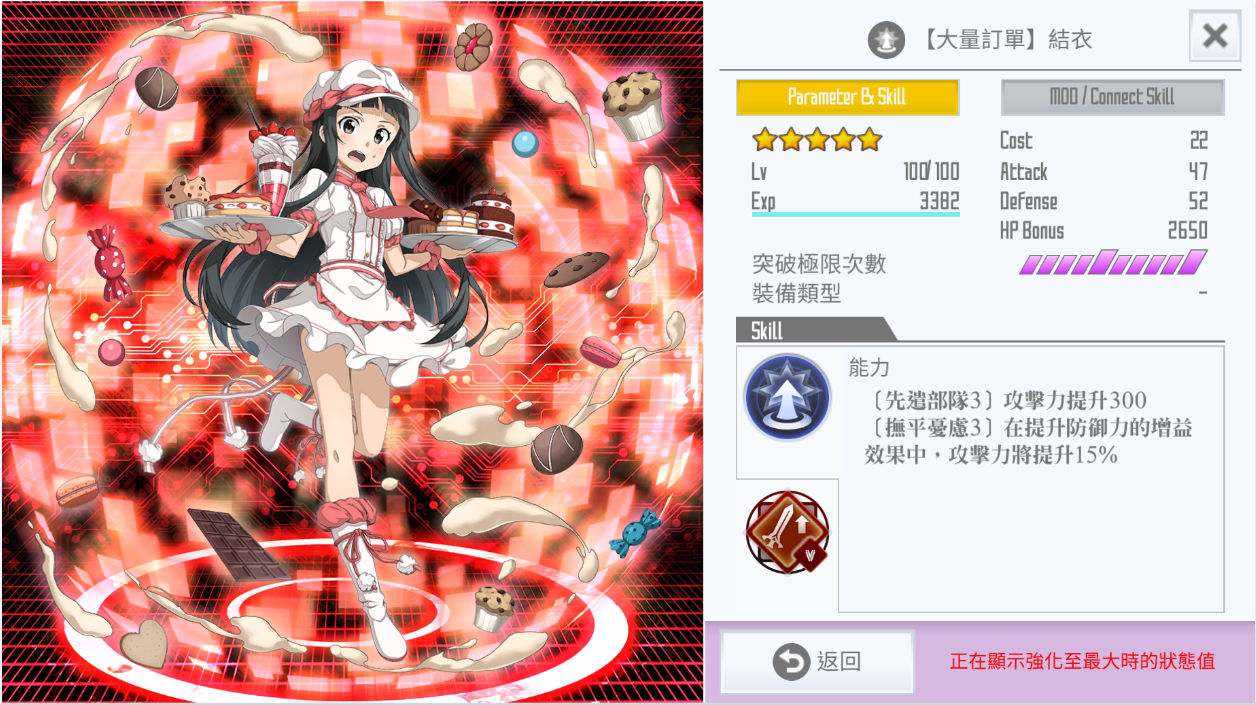 【大量訂單】結衣
Parameter & Skill
MOD / Connect Skill
Lv 100/100
Exp 3382
Cost 22
Attack 47
Defense 52
HP Bonus 2650
突破極限次數
裝備類型 -
Skill
能力
〔先遣部隊3〕攻擊力提升300
〔撫平憂慮3〕在提升防御力的增益
效果中，攻擊力將提升15%
V
返回
正在顯示強化至最大時的狀態值